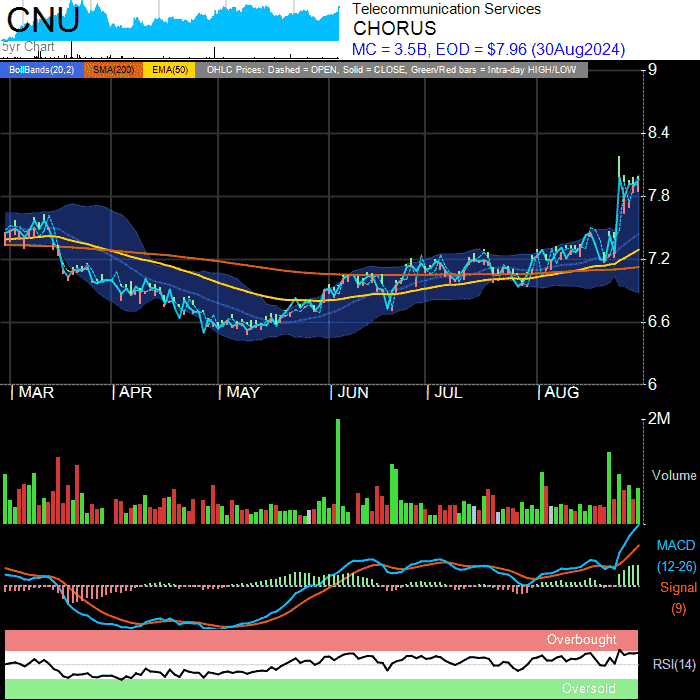 CNU
5yr Chart
Telecommunication Services
CHORUS
MC = 3.5B, EOD = $7.96 (30Aug2024)
BollBands(20,2) SMA(200) EMA(50) OHLC Prices: Dashed = OPEN, Solid = CLOSE, Green/Red bars = Intra-day HIGH/LOW
9
8.4
7.8
7.2
6.6
6
MAR APR MAY JUN JUL AUG
2M
Volume
MACD
(12-26)
Signal
(9)
Overbought
RSI(14)
Oversold